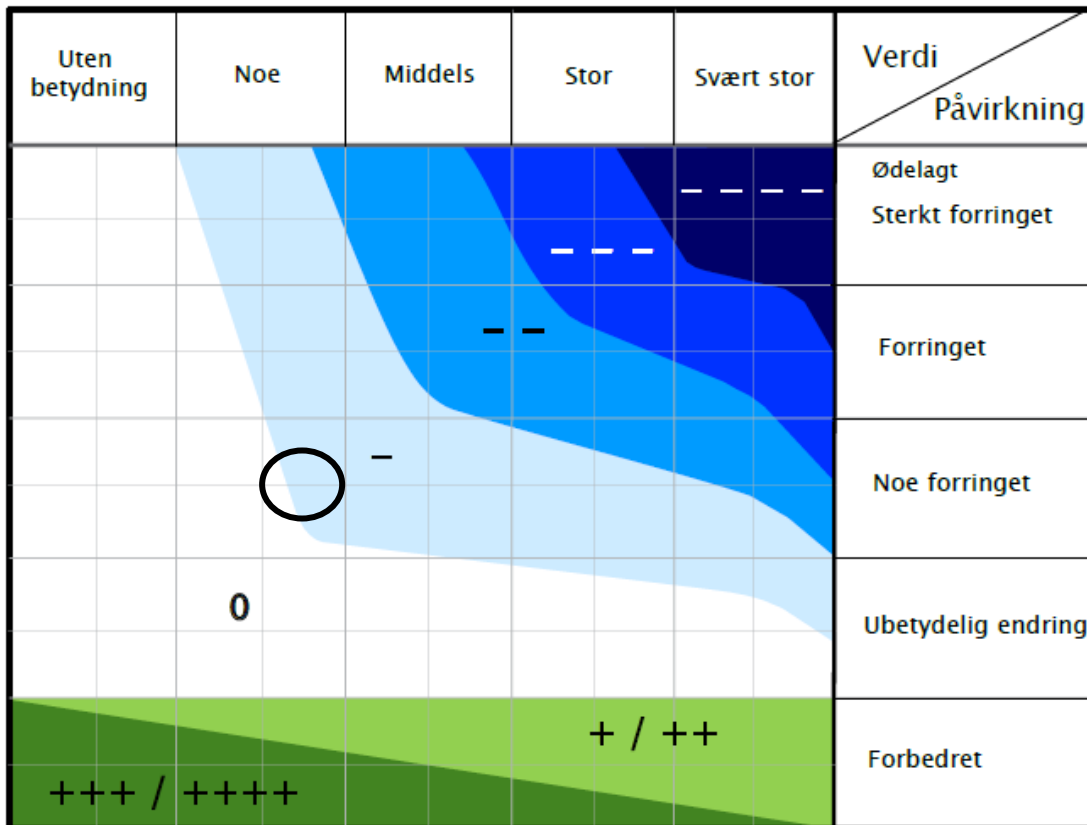 Uten
betydning
Noe
Middels
Stor
Svært stor
Verdi
Påvirkning
Ødelagt
Sterkt forringet
– – – –
– – –
– –
Forringet
–
Noe forringet
0
Ubetydelig endring
+ / ++
Forbedret
+++ / ++++